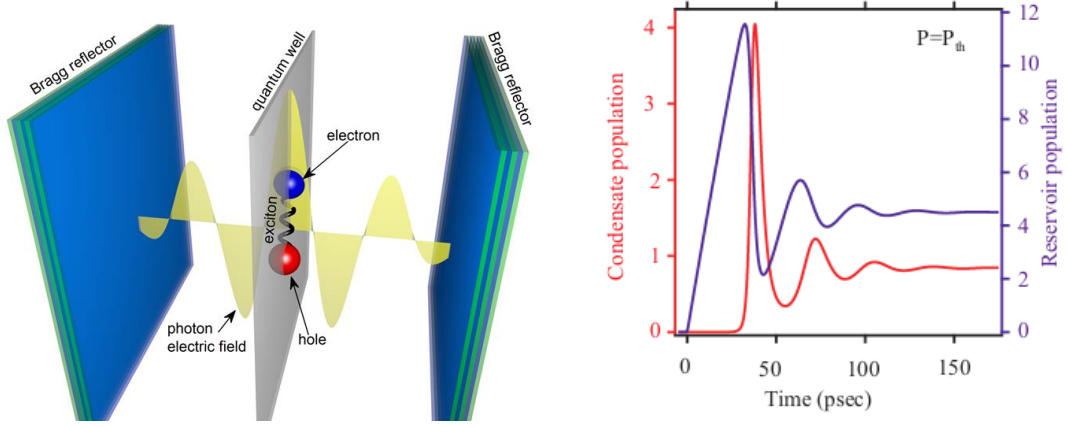 Bragg reflector
quantum well
Bragg reflector
electron
exciton
hole
photon
electric field
P=Pth
Condensate population
4
3
2
1
0
Reservoir population
12
10
8
6
4
2
0
0 50 100 150
Time (psec)